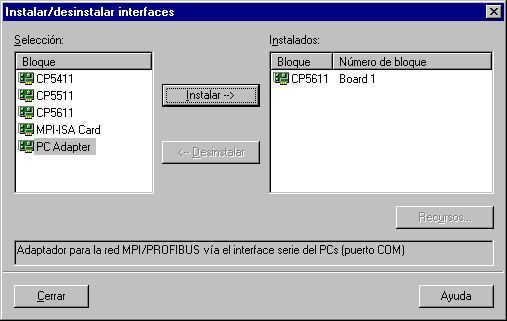 Instalar/desinstalar interfaces
Selección:
Bloque
CP5411
CP5511
CP5611
MPI-ISA Card
PC Adapter
Instalar -->
<-- Desinstalar
Instalados:
Bloque Número de bloque
CP5611 Board 1
Recursos...
Adaptador para la red MPI/PROFIBUS vía el interface serie del PCs (puerto COM)
Cerrar
Ayuda